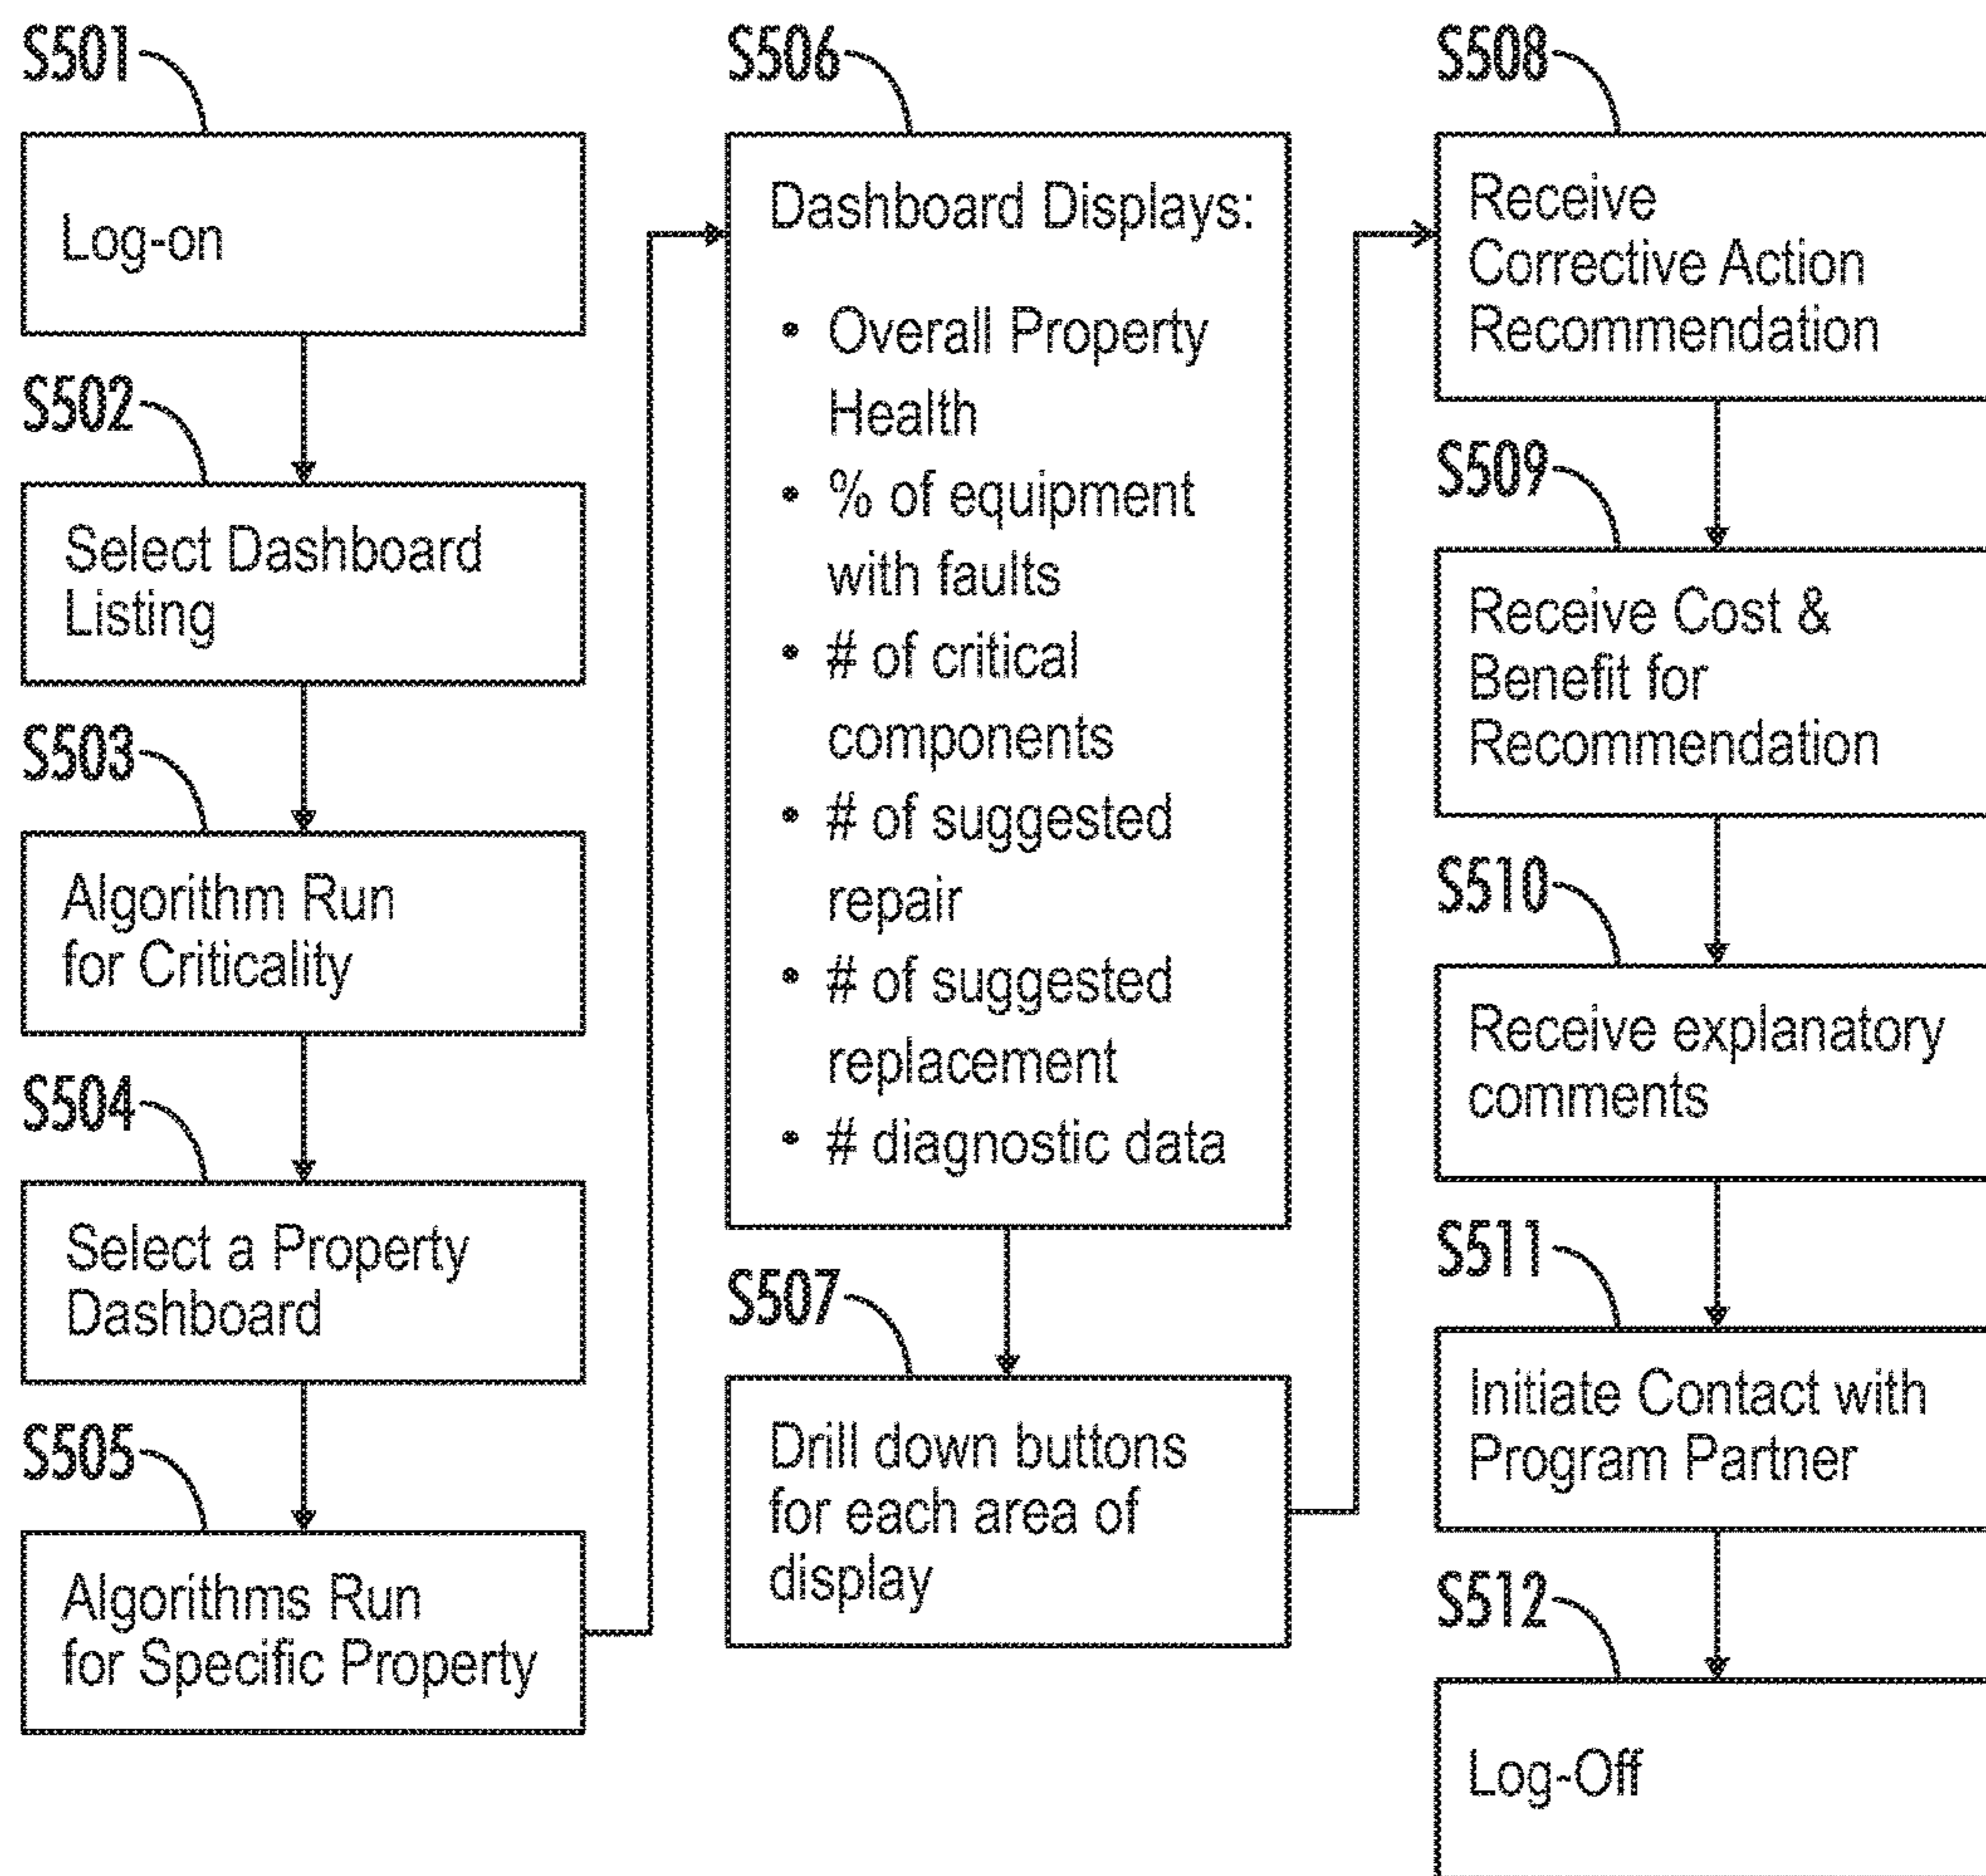 S501
Log-on
S502
Select Dashboard
Listing
S503
Algorithm Run
for Criticality
S504
Select a Property
Dashboard
S505
Algorithms Run
for Specific Property
S506
Dashboard Displays:
• Overall Property
Health
• % of equipment
with faults
• # of critical
components
• # of suggested
repair
• # of suggested
replacement
• # diagnostic data
S507
Drill down buttons
for each area of
display
S508
Receive
Corrective Action
Recommendation
S509
Receive Cost &
Benefit for
Recommendation
S510
Receive explanatory
comments
S511
Initiate Contact with
Program Partner
S512
Log-Off